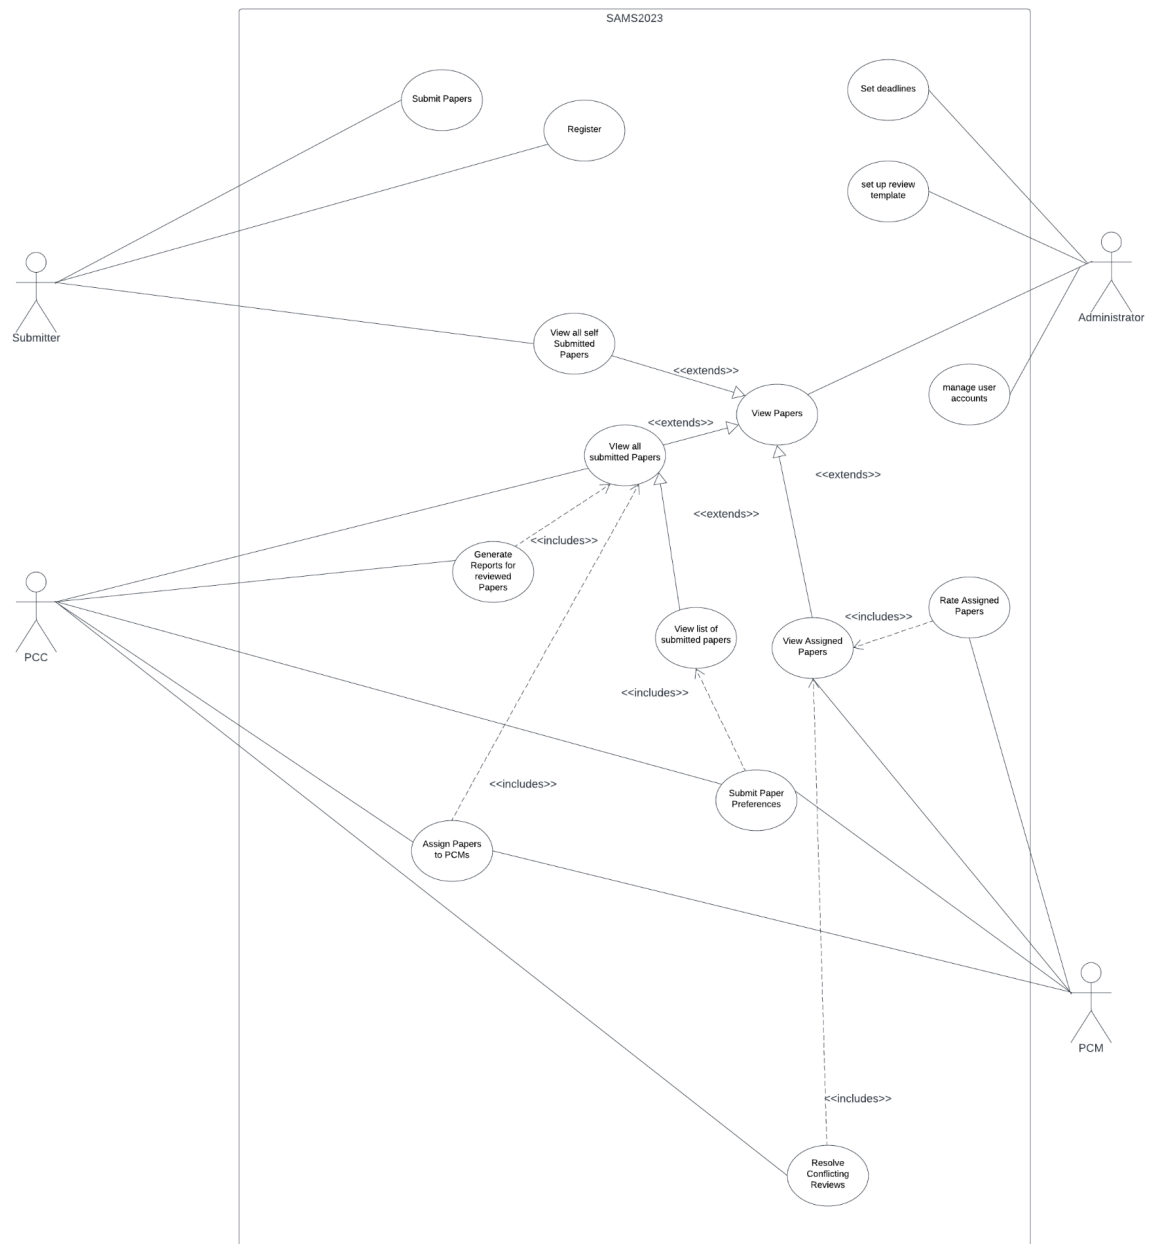 SAMS2023
Set deadlines
Submit Papers
Register
set up review
template
Administrator
Submitter
View all self
Submitted
Papers
<<extends>>
manage user
accounts
View Papers
<<extends>>
VIew all
submitted Papers
<<extends>>
<<extends>>
<<includes>>
Generate
Reports for
reviewed
Papers
Rate Assigned
Papers
<<includes>>
View list of
submitted papers
View Assigned
Papers
PCC
<<includes>>
<<includes>>
Submit Paper
Preferences
Assign Papers
to PCMs
PCM
<<includes>>
Resolve
Conflicting
Reviews